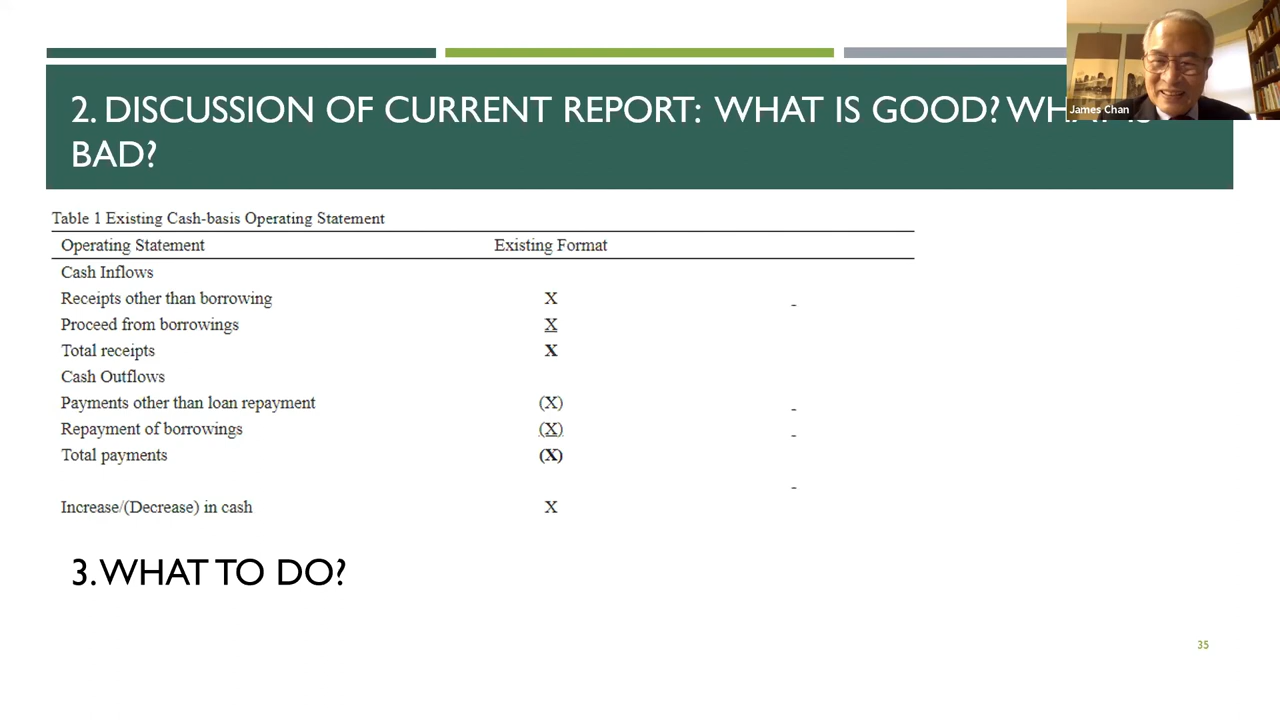 2. DISCUSSION OF CURRENT REPORT: WHAT IS GOOD?
BAD?
James Chan
Table 1 Existing Cash-basis Operating Statement
Operating Statement Existing Format
Cash Inflows
Receipts other than borrowing X -
Proceed from borrowings X
Total receipts X
Cash Outflows
Payments other than loan repayment (X) -
Repayment of borrowings (X) -
Total payments (X)
-
Increase/(Decrease) in cash X
3. WHAT TO DO?
35